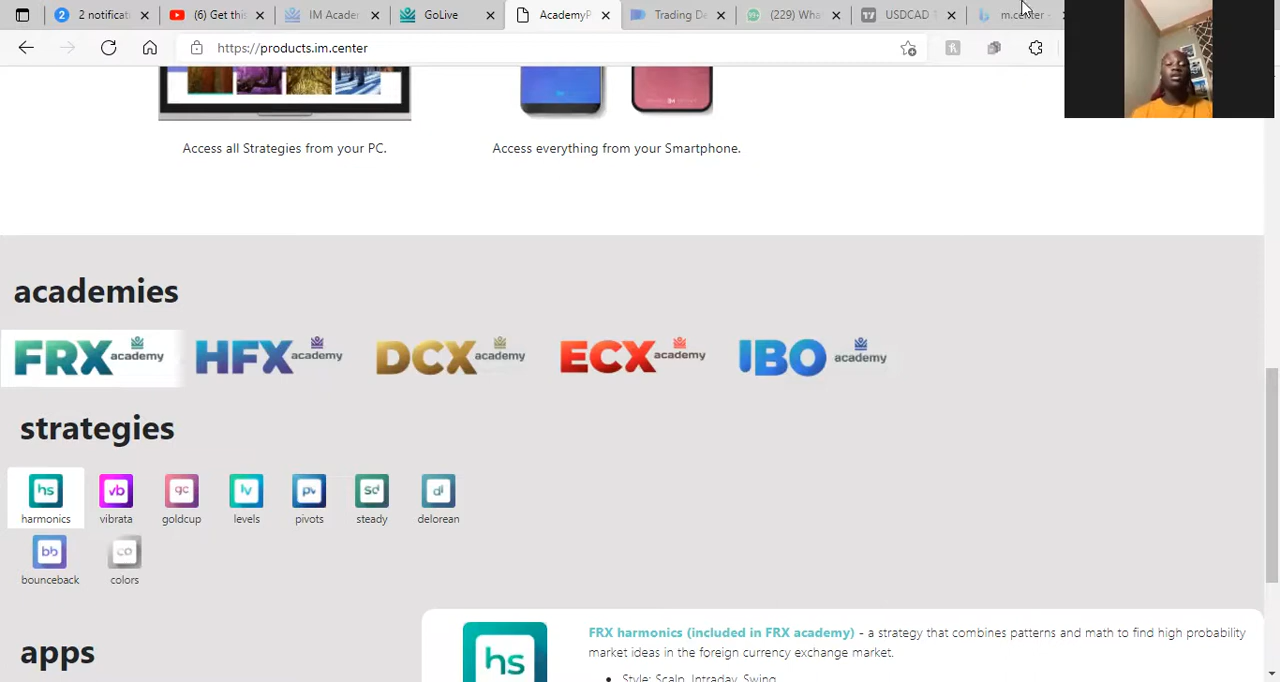 2 notificati
(6) Get this
IM Academ
GoLive
AcademyP
Trading De
(229) Wha
USDCAD
m.center -
https://products.im.center
Access all Strategies from your PC.
Access everything from your Smartphone.
academies
FRX academy
HFX academy
DCX academy
ECX academy
IBO academy
strategies
hs
vb
gc
lv
pv
sd
dl
harmonics
vibrata
goldcup
levels
pivots
steady
delorean
bb
co
bounceback
colors
apps
hs
FRX harmonics (included in FRX academy) - a strategy that combines patterns and math to find high probability
market ideas in the foreign currency exchange market.
• Style: Scalp, Intraday, Swing